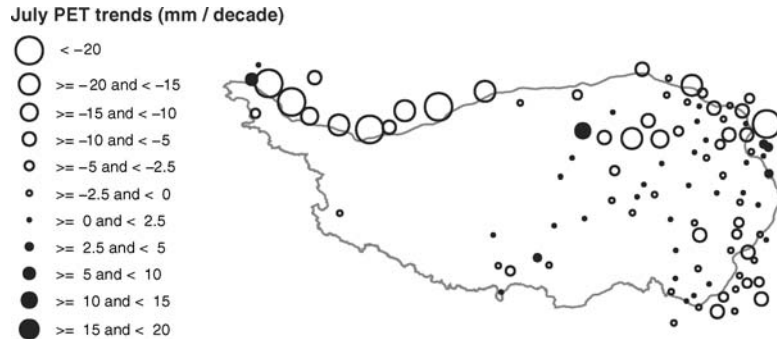 July PET trends (mm / decade)
< −20
>= −20 and < −15
>= −15 and < −10
>= −10 and < −5
>= −5 and < −2.5
>= −2.5 and < 0
>= 0 and < 2.5
>= 2.5 and < 5
>= 5 and < 10
>= 10 and < 15
>= 15 and < 20